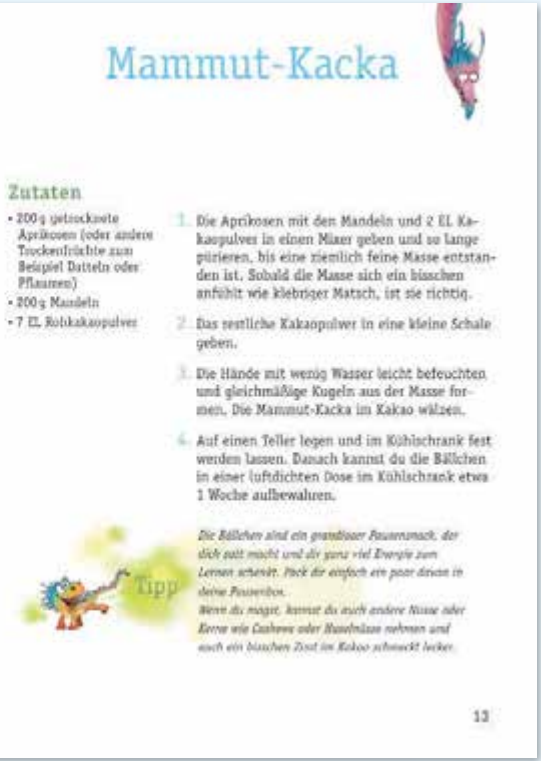 Mammut-Kacka
Zutaten
• 200 g getrocknete
Aprikosen (oder andere
Trockenfrüchte zum
Beispiel Datteln oder
Pflaumen)
• 200 g Mandeln
• 7 EL Rohkakaopulver
1. Die Aprikosen mit den Mandeln und 2 EL Ka-
kaopulver in einen Mixer geben und so lange
pürieren, bis eine ziemlich feine Masse entstan-
den ist. Sobald die Masse sich ein bisschen
anfühlt wie klebriger Matsch, ist sie richtig.
2. Das restliche Kakaopulver in eine kleine Schale
geben.
3. Die Hände mit wenig Wasser leicht befeuchten
und gleichmäßige Kugeln aus der Masse for-
men. Die Mammut-Kacka im Kakao wälzen.
4. Auf einen Teller legen und im Kühlschrank fest
werden lassen. Danach kannst du die Bällchen
in einer luftdichten Dose im Kühlschrank etwa
1 Woche aufbewahren.
Tipp
Die Bällchen sind ein grandioser Pausensnack, der
dich satt macht und dir ganz viel Energie zum
Lernen schenkt. Pack dir einfach ein paar davon in
deine Pausenbox.
Wenn du magst, kannst du auch andere Nüsse oder
Kerne wie Cashews oder Haselnüsse nehmen und
auch ein bisschen Zimt im Kakao schmeckt lecker.
13